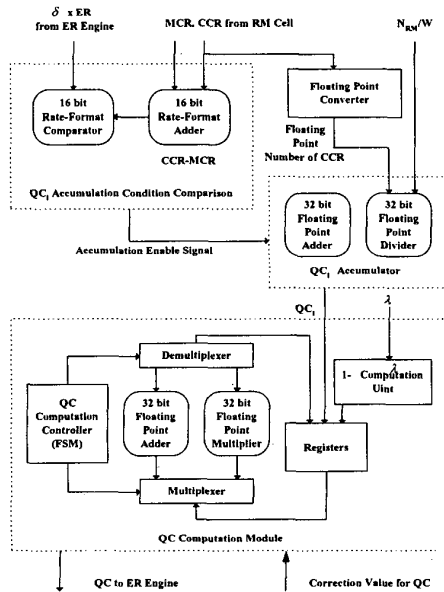 δ x ER
from ER Engine
MCR. CCR from RM Cell
N_RM/W
16 bit
Rate-Format
Comparator
16 bit
Rate-Format
Adder
CCR-MCR
Floating Point
Converter
Floating
Point
Number of CCR
QC_I Accumulation Condition Comparison
32 bit
Floating
Point
Adder
32 bit
Floating
Point
Divider
Accumulation Enable Signal
QC_I Accumulator
QC_I
λ
Demultiplexer
1- λ Computation
Uint
QC
Computation
Controller
(FSM)
32 bit
Floating
Point
Adder
32 bit
Floating
Point
Multiplier
Registers
Multiplexer
QC Computation Module
QC to ER Engine
Correction Value for QC